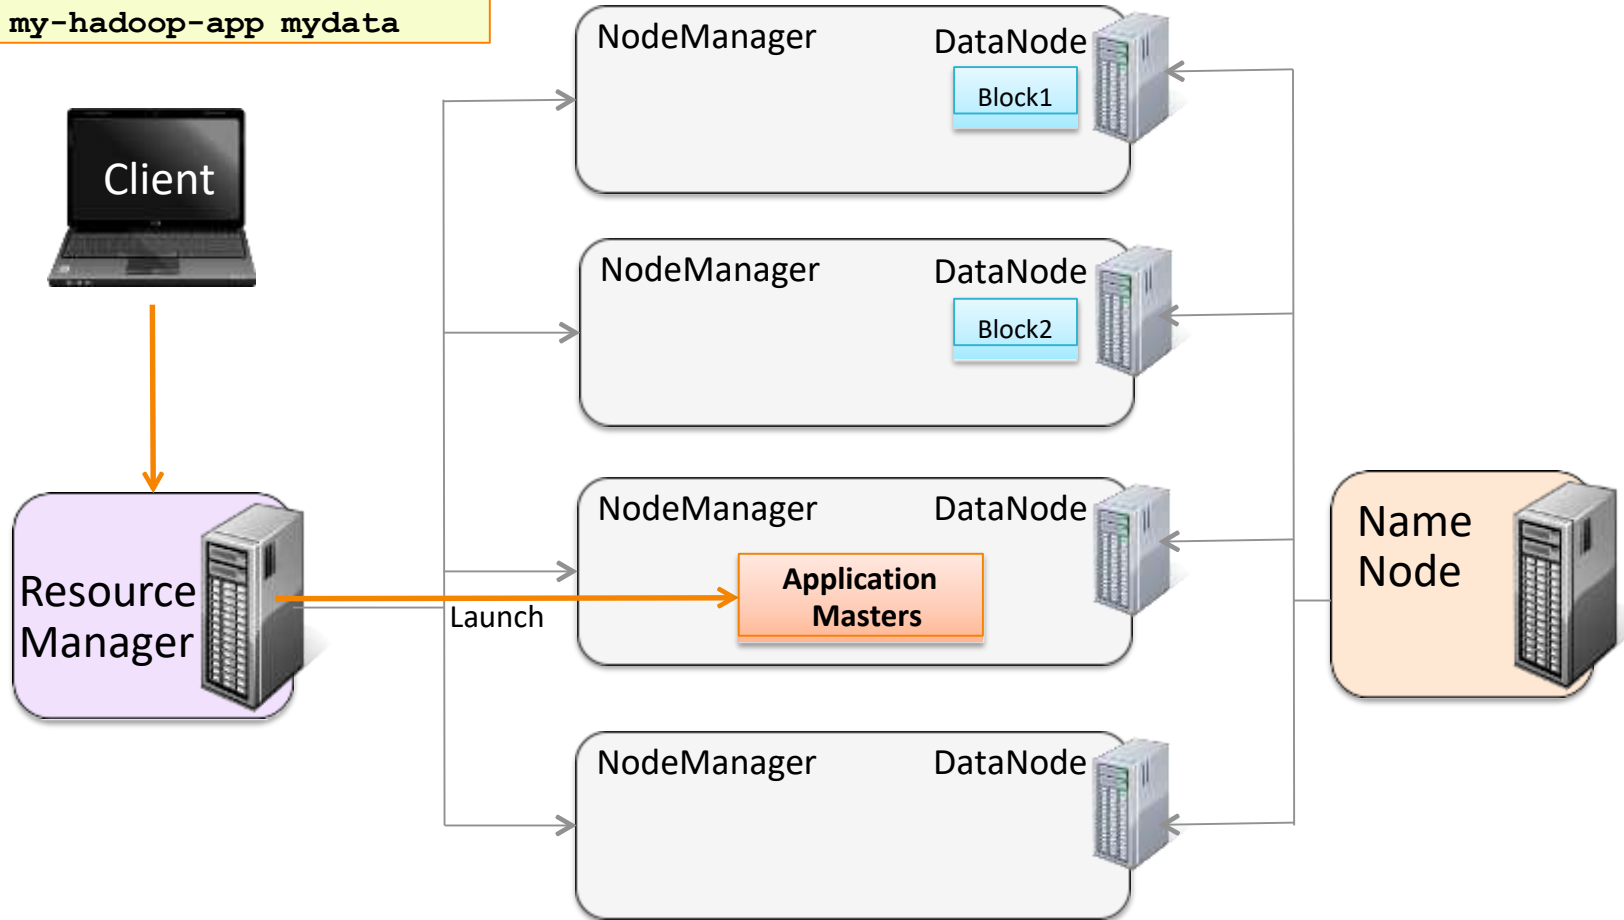 my-hadoop-app mydata
Client
NodeManager
DataNode
Block1
NodeManager
DataNode
Block2
NodeManager
DataNode
Application
Masters
Launch
Resource
Manager
Name
Node
NodeManager
DataNode